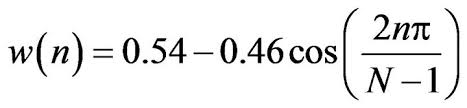 w(n) = 0.54 − 0.46 cos(2nπ / (N − 1))